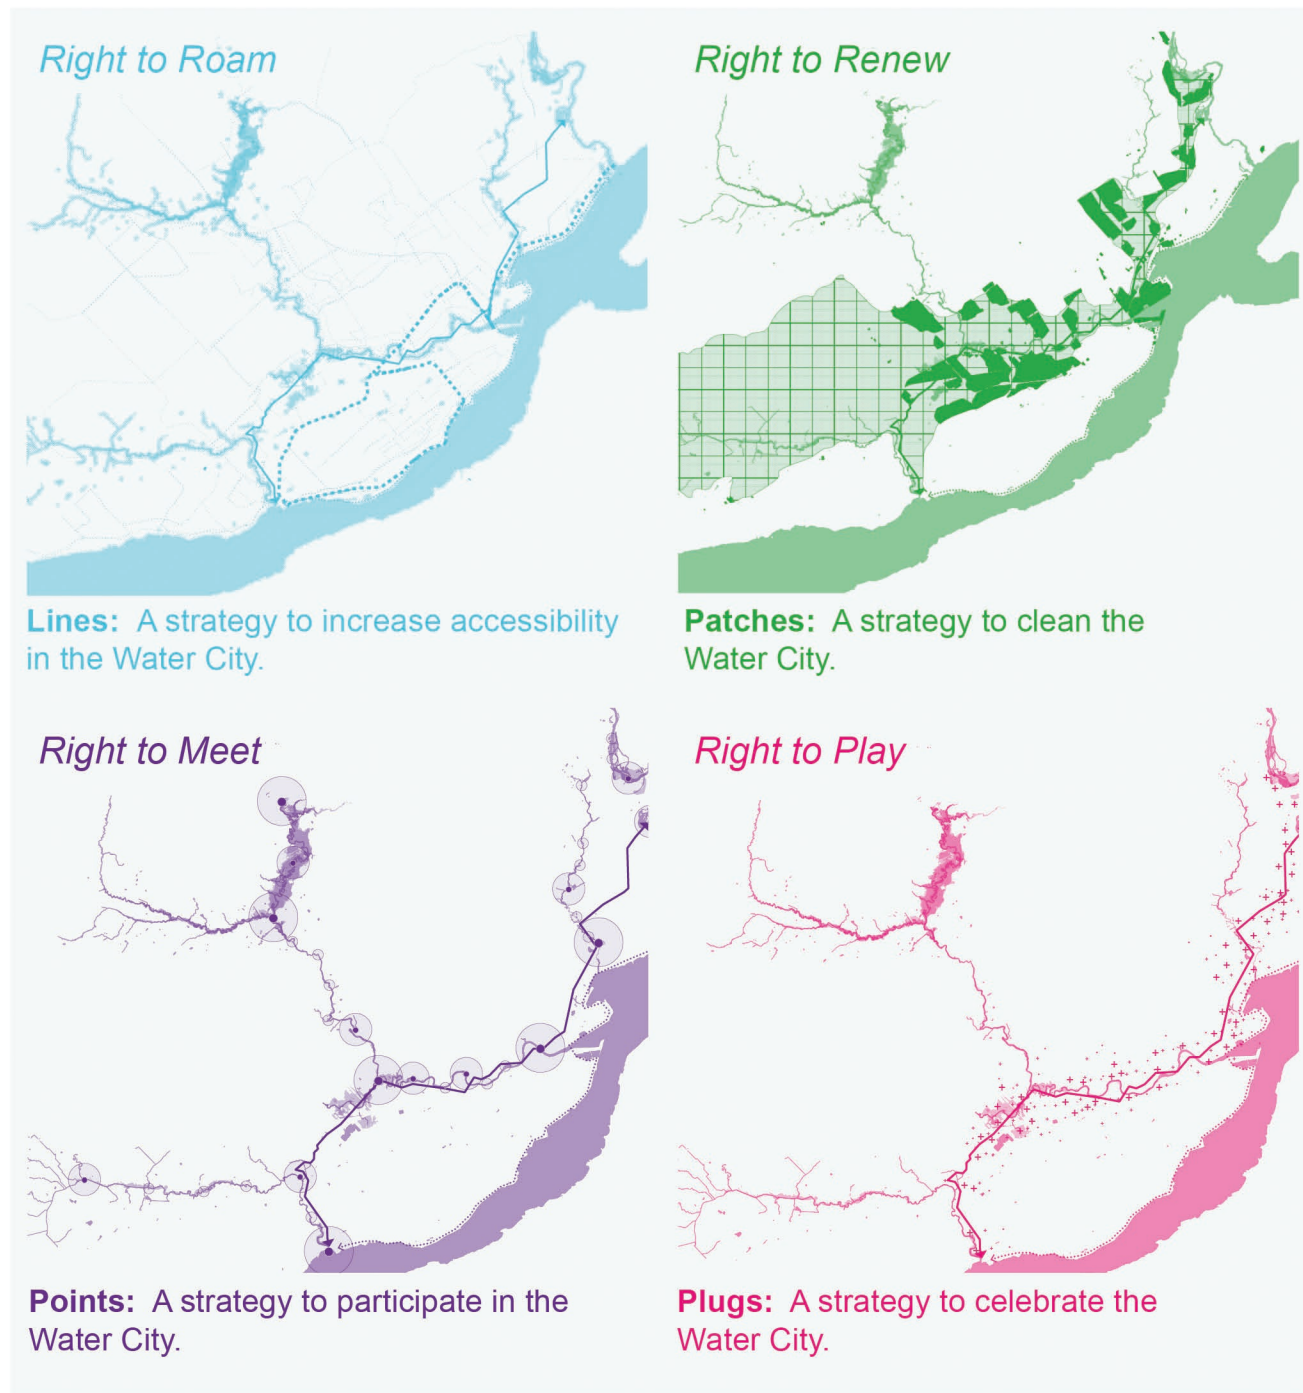 Right to Roam
Lines: A strategy to increase accessibility
in the Water City.
Right to Renew
Patches: A strategy to clean the
Water City.
Right to Meet
Points: A strategy to participate in the
Water City.
Right to Play
Plugs: A strategy to celebrate the
Water City.